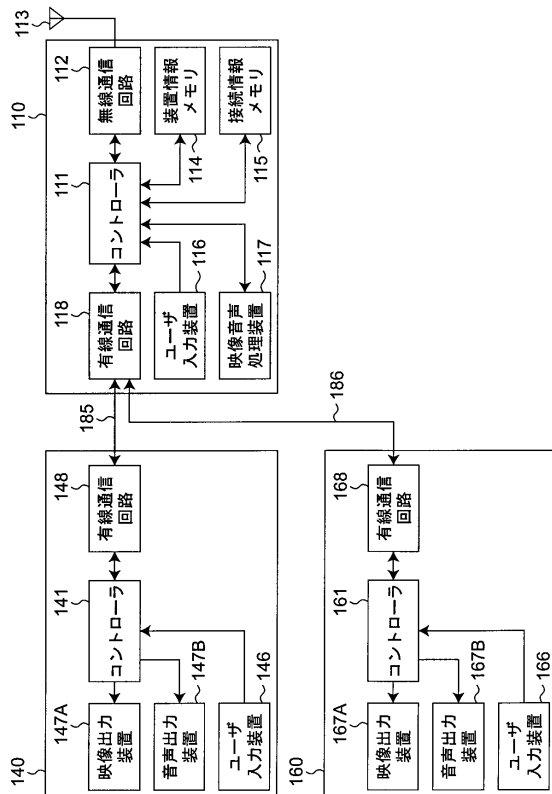 113
110
112
無線通信
回路
装置情報
メモリ
114
接続情報
メモリ
115
111
コントローラ
118
有線通信
回路
ユーザ
入力装置
116
映像音声
処理装置
117
185
186
140
148
有線通信
回路
141
コントローラ
147A
映像出力
装置
音声出力
装置
147B
ユーザ
入力装置
146
160
168
有線通信
回路
161
コントローラ
167A
映像出力
装置
音声出力
装置
167B
ユーザ
入力装置
166